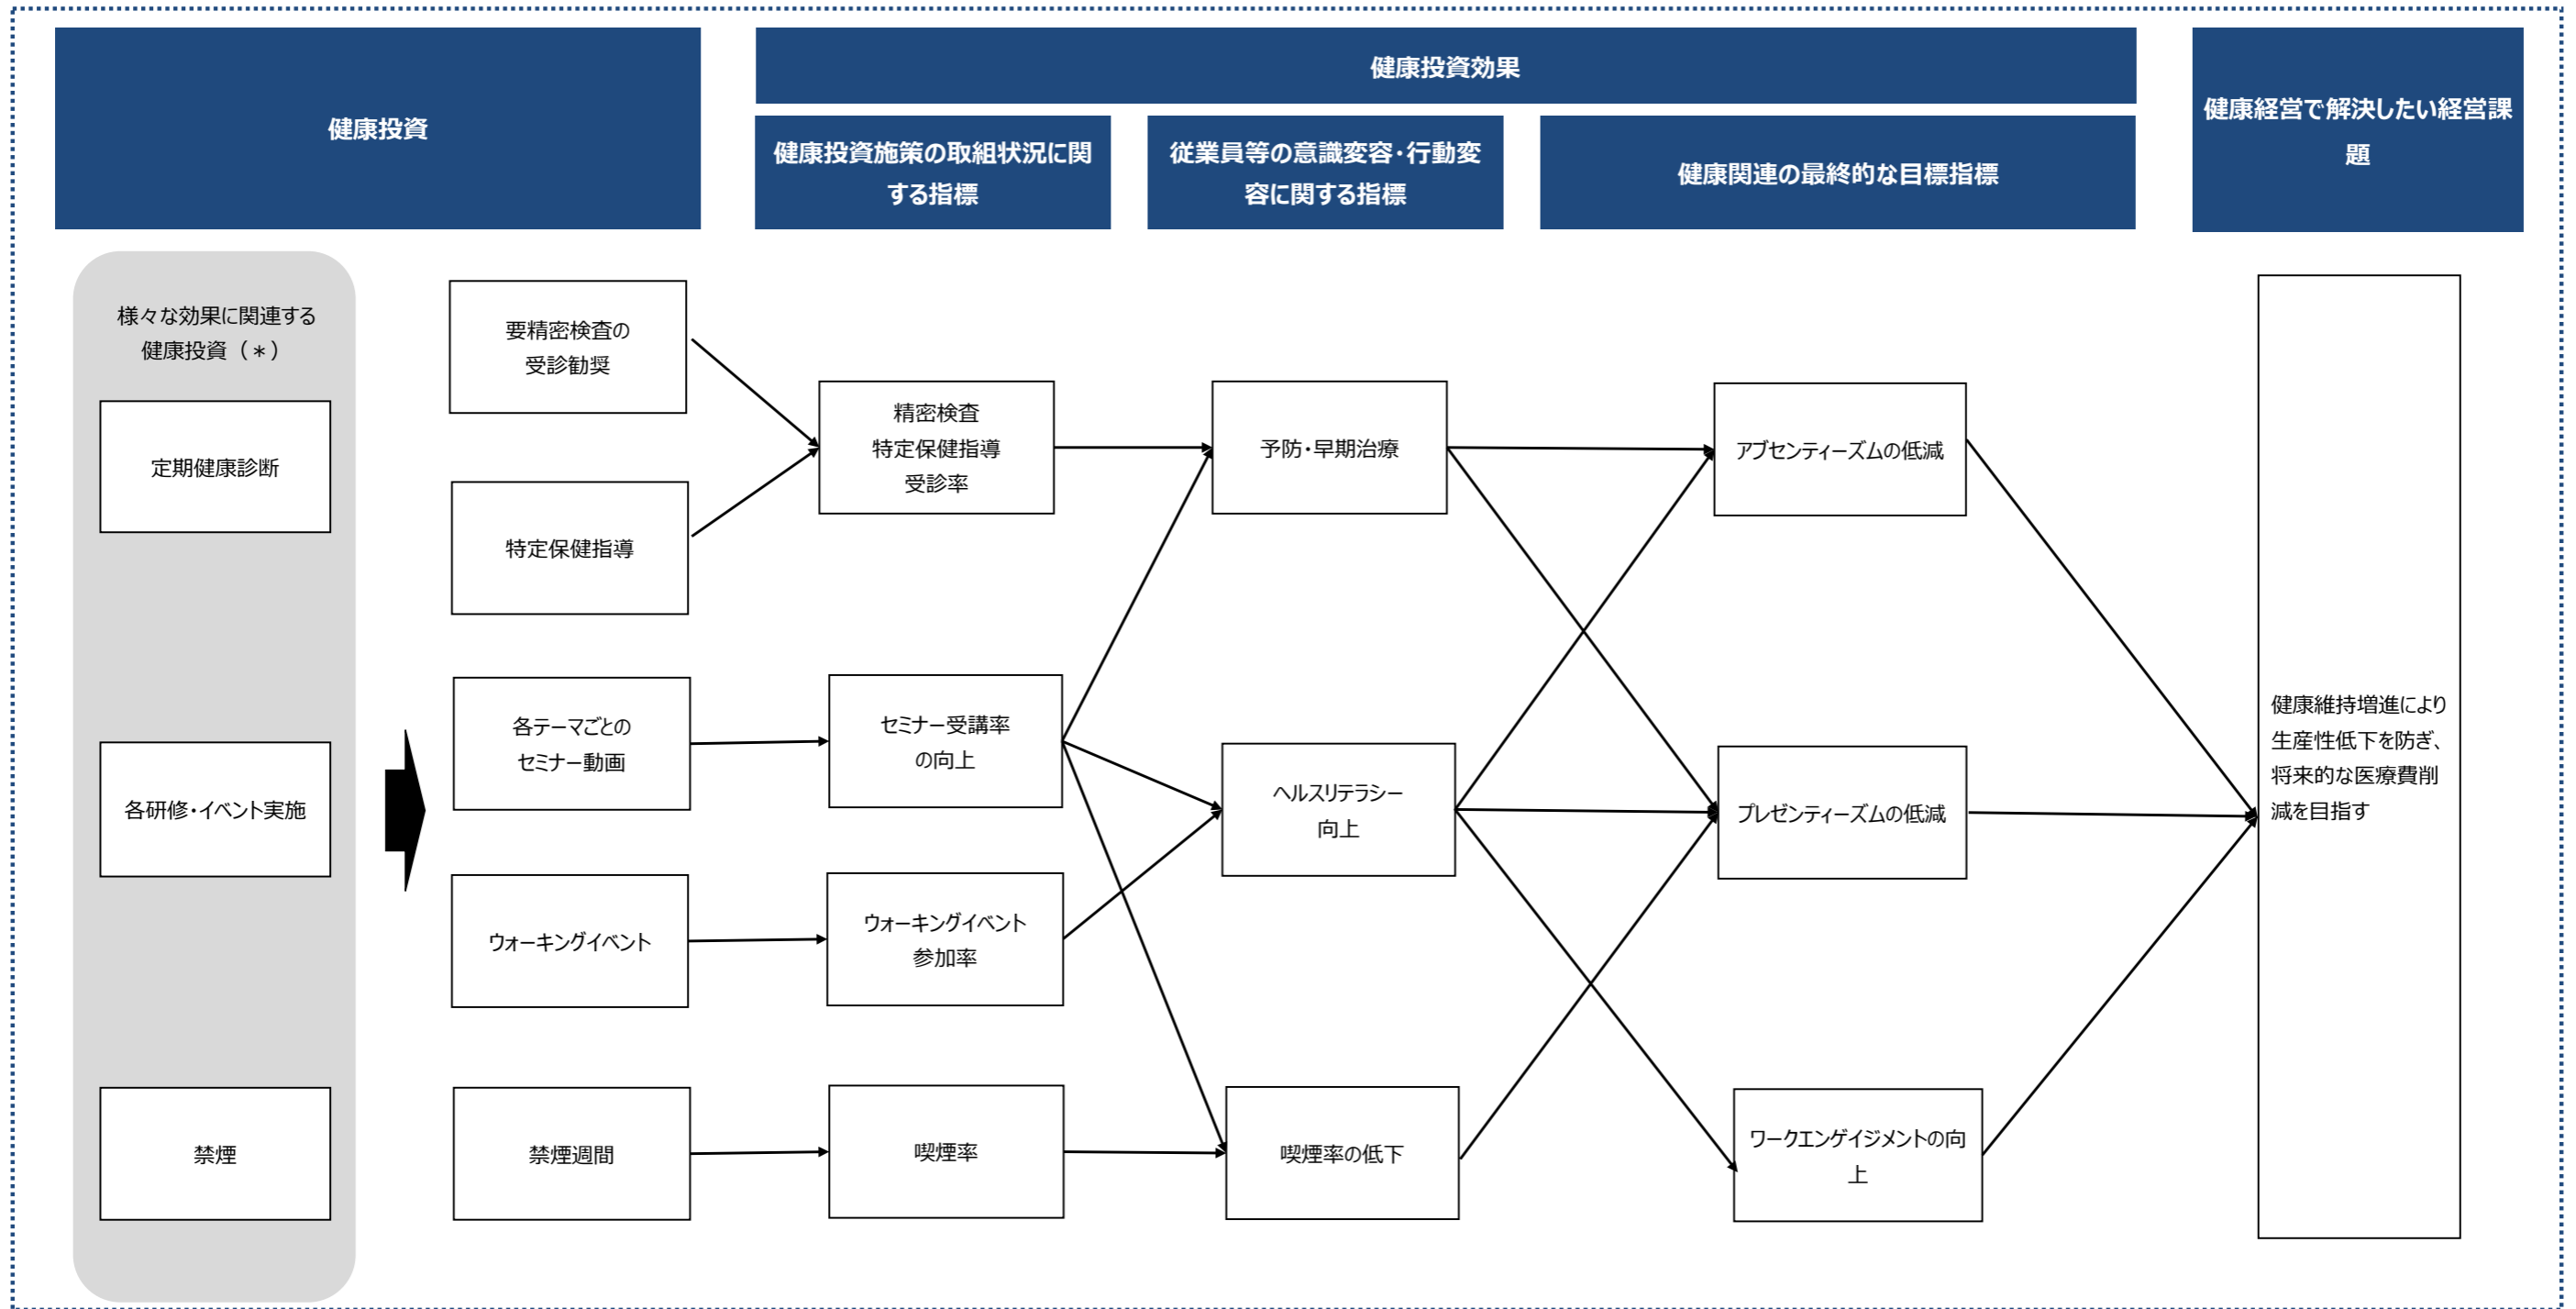 健康投資
健康投資効果
健康経営で解決したい経営課
題
健康投資施策の取組状況に関
する指標
従業員等の意識変容・行動変
容に関する指標
健康関連の最終的な目標指標
様々な効果に関連する
健康投資（＊）
定期健康診断
各研修・イベント実施
禁煙
要精密検査の
受診勧奨
特定保健指導
各テーマごとの
セミナー動画
ウォーキングイベント
禁煙週間
精密検査
特定保健指導
受診率
セミナー受講率
の向上
ウォーキングイベント
参加率
喫煙率
予防・早期治療
ヘルスリテラシー
向上
喫煙率の低下
アブセンティーズムの低減
プレゼンティーズムの低減
ワークエンゲイジメントの向
上
健康維持増進により
生産性低下を防ぎ、
将来的な医療費削
減を目指す